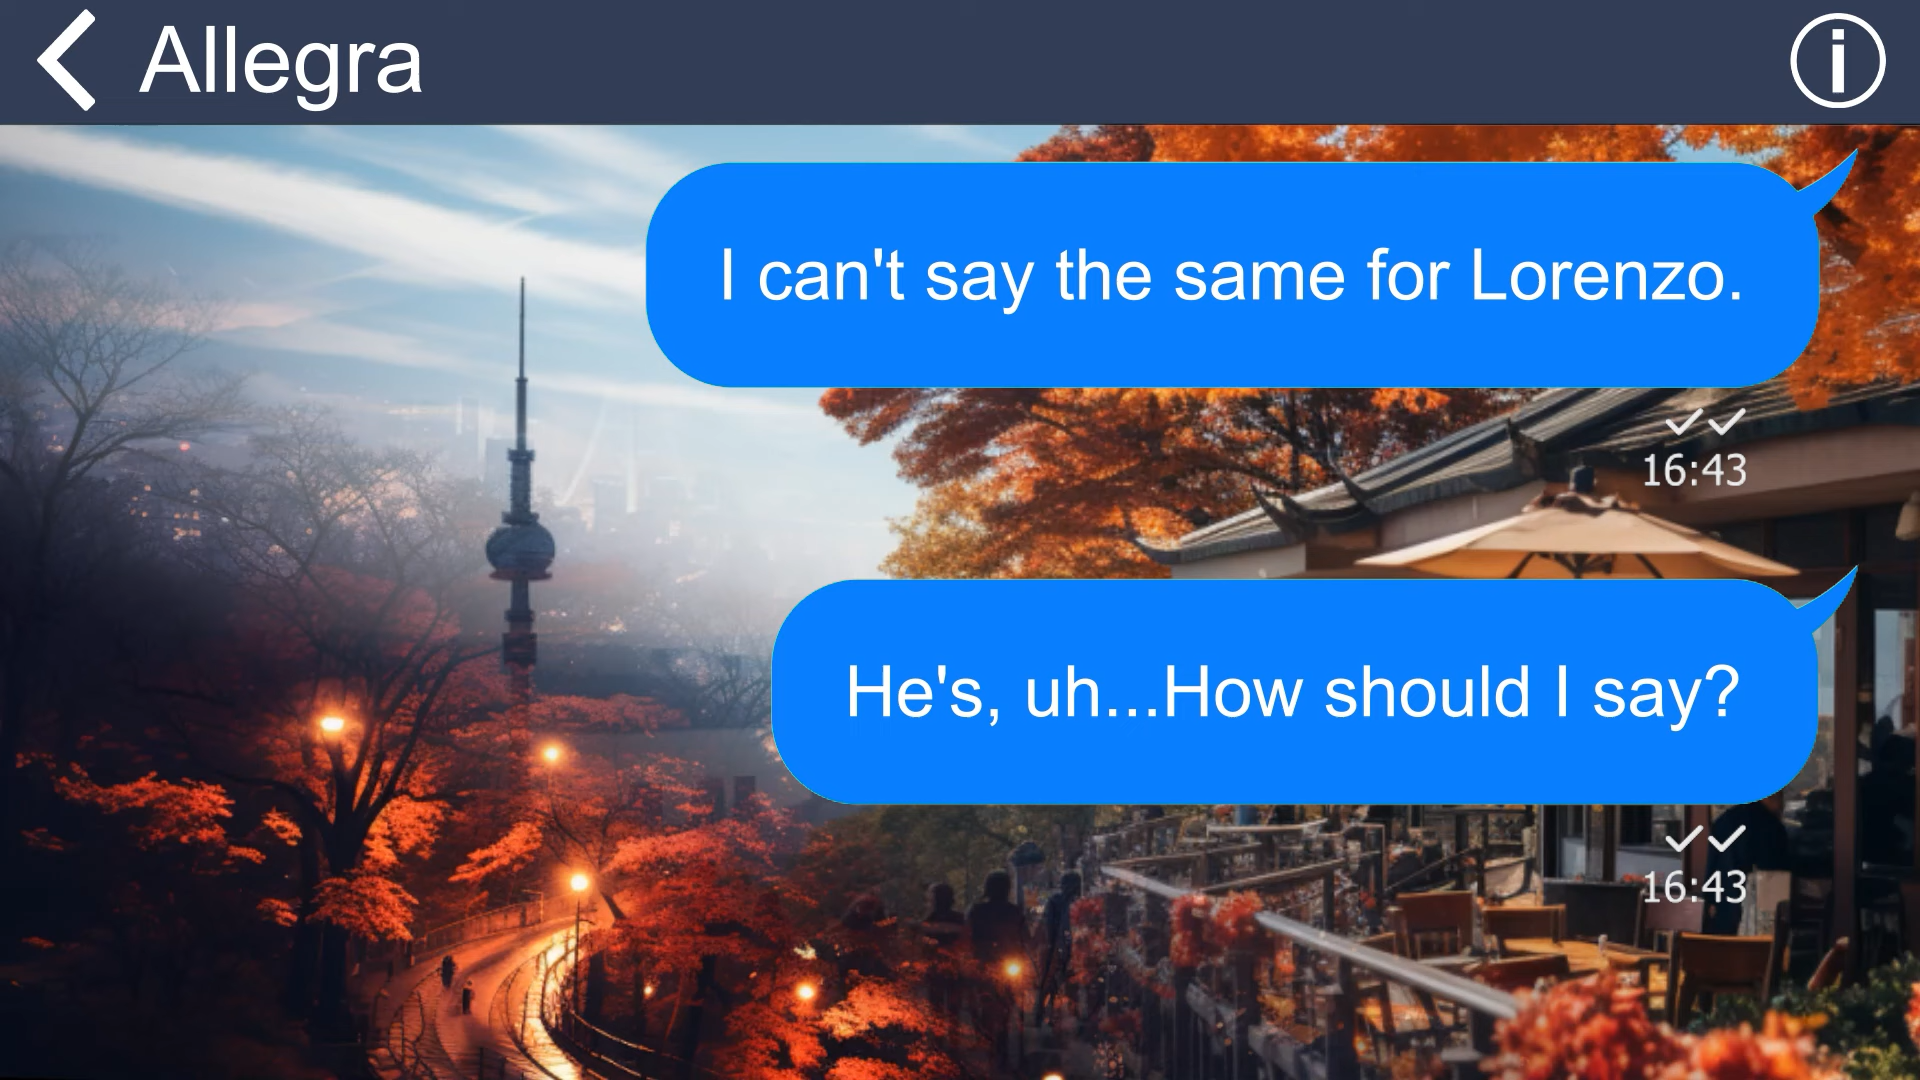 Allegra
I can't say the same for Lorenzo.
16:43
He's, uh...How should I say?
16:43